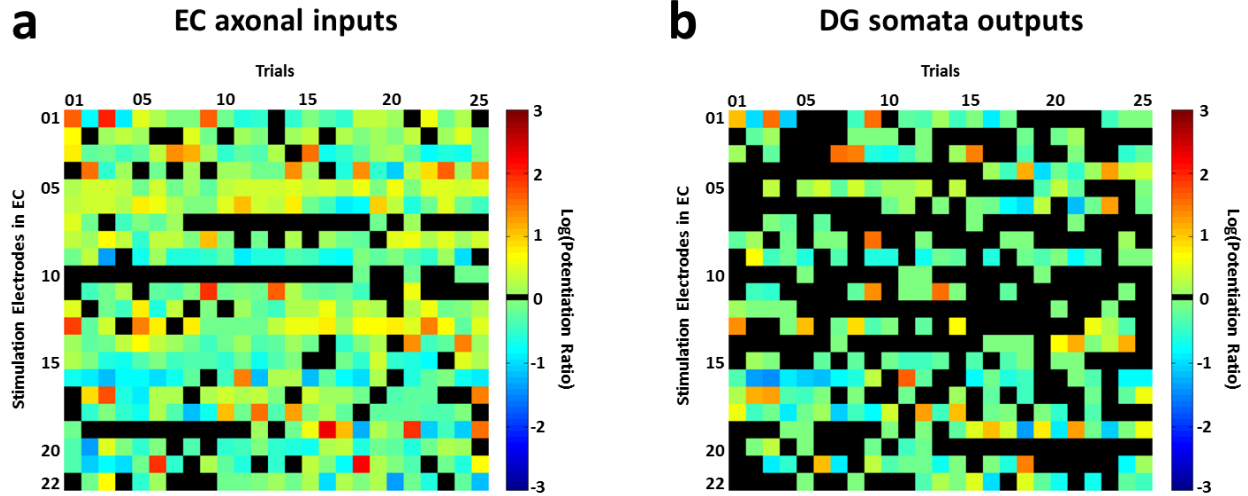 a
EC axonal inputs
Trials
01 05 10 15 20 25
01
05
10
15
20
22
Stimulation Electrodes in EC
3
2
1
0
-1
-2
-3
Log(Potentiation Ratio)
b
DG somata outputs
Trials
01 05 10 15 20 25
01
05
10
15
20
22
Stimulation Electrodes in EC
3
2
1
0
-1
-2
-3
Log(Potentiation Ratio)